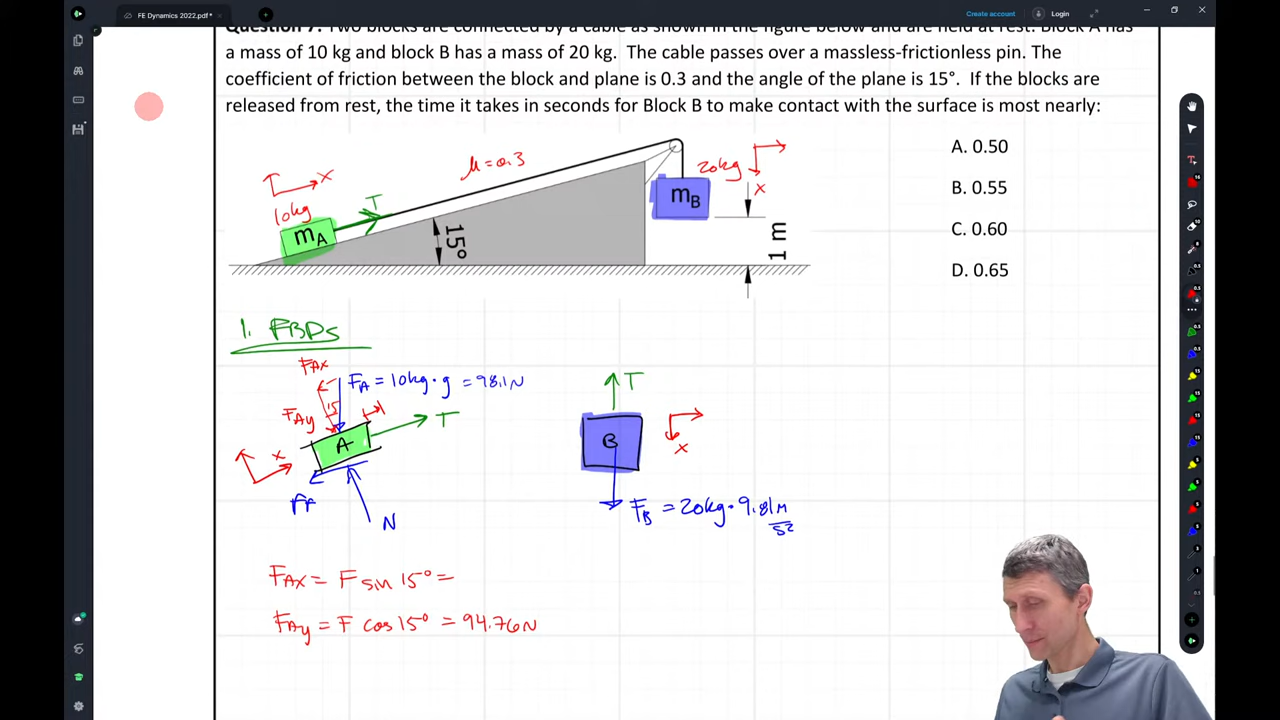 FE Dynamics 2022.pdf*
Create account
Login
Question 7: Two blocks are connected by a cable as shown in the figure below and are held at rest. Block A has
a mass of 10 kg and block B has a mass of 20 kg. The cable passes over a massless-frictionless pin. The
coefficient of friction between the block and plane is 0.3 and the angle of the plane is 15°. If the blocks are
released from rest, the time it takes in seconds for Block B to make contact with the surface is most nearly:
A. 0.50
B. 0.55
C. 0.60
D. 0.65
μ=0.3
20kg
x
x
T
10kg
mA
mB
15°
1 m
1. FBDs
FAx
FA = 10kg·g = 98.1N
T
FAy
15
A
T
x
Ff
N
B
x
FB = 20kg·9.81 m/s2
FAx = F sin 15° =
FAy = F cos 15° = 94.76N